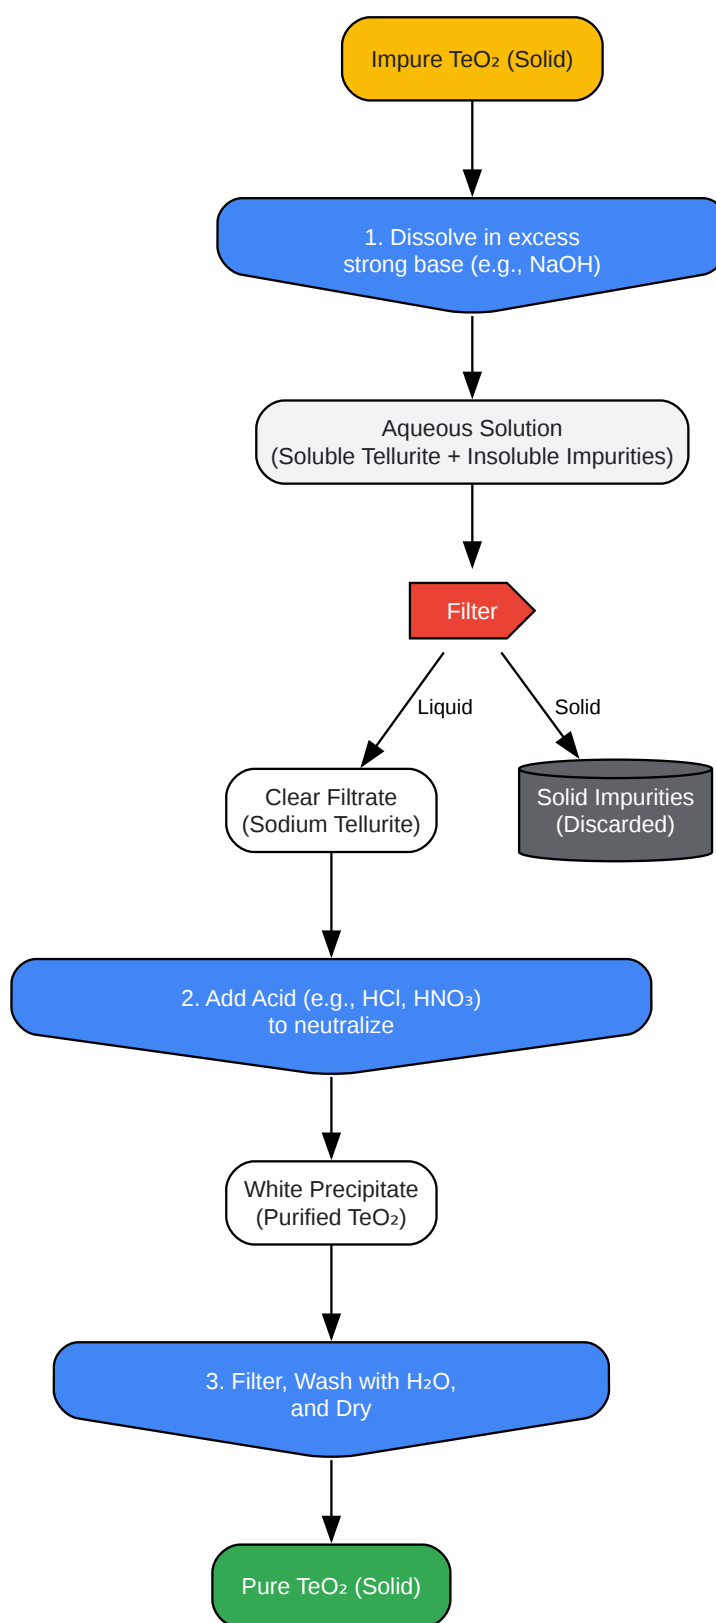 Impure TeO₂ (Solid)
1. Dissolve in excess
strong base (e.g., NaOH)
Aqueous Solution
(Soluble Tellurite + Insoluble Impurities)
Filter
Liquid
Solid
Clear Filtrate
(Sodium Tellurite)
Solid Impurities
(Discarded)
2. Add Acid (e.g., HCl, HNO₃)
to neutralize
White Precipitate
(Purified TeO₂)
3. Filter, Wash with H₂O,
and Dry
Pure TeO₂ (Solid)